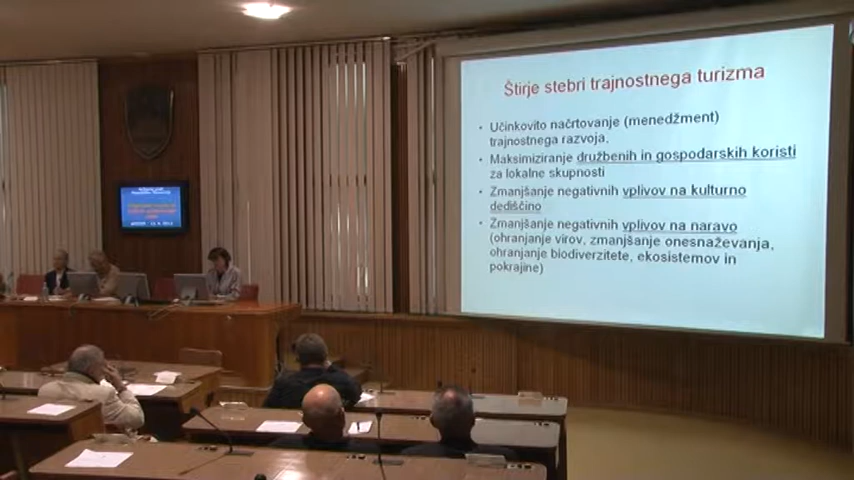 Štirje stebri trajnostnega turizma
• Učinkovito načrtovanje (menedžment)
trajnostnega razvoja,
• Maksimiziranje družbenih in gospodarskih koristi
za lokalne skupnosti
• Zmanjšanje negativnih vplivov na kulturno
dediščino
• Zmanjšanje negativnih vplivov na naravo
(ohranjanje virov, zmanjšanje onesnaževanja,
ohranjanje biodiverzitete, ekosistemov in
pokrajine)